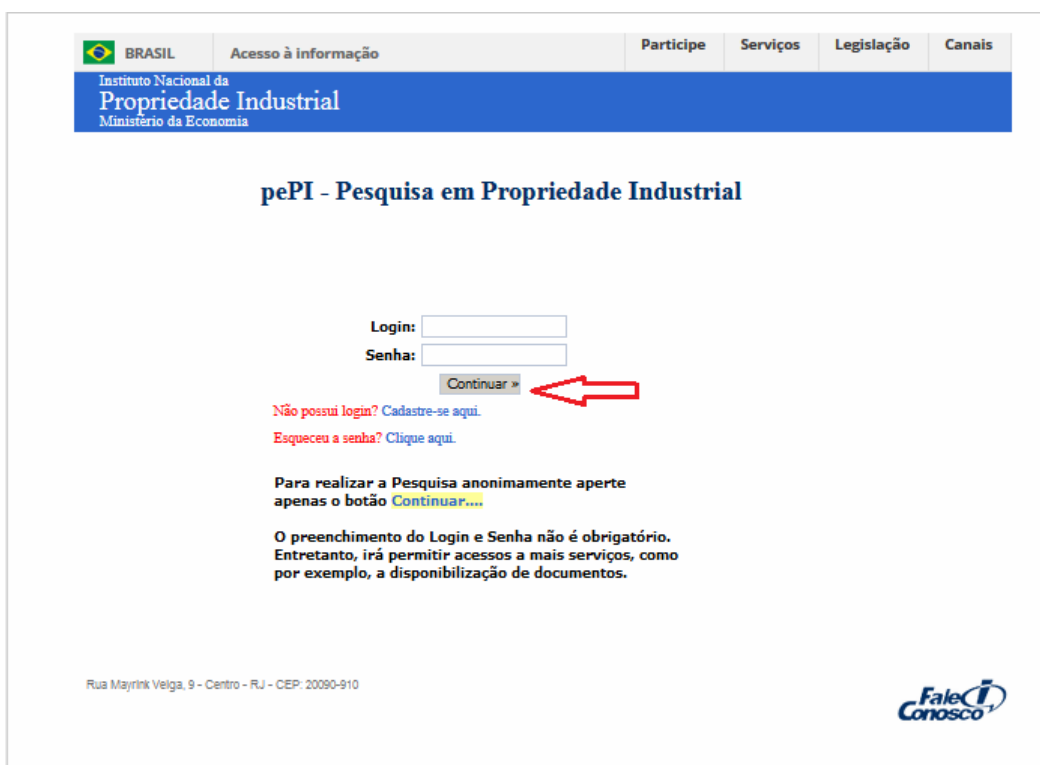 BRASIL Acesso à informação Participe Serviços Legislação Canais
Instituto Nacional da
Propriedade Industrial
Ministério da Economia
pePI - Pesquisa em Propriedade Industrial
Login:
Senha:
Continuar »
Não possui login? Cadastre-se aqui.
Esqueceu a senha? Clique aqui.
Para realizar a Pesquisa anonimamente aperte
apenas o botão Continuar....
O preenchimento do Login e Senha não é obrigatório.
Entretanto, irá permitir acessos a mais serviços, como
por exemplo, a disponibilização de documentos.
Rua Mayrink Veiga, 9 - Centro - RJ - CEP: 20090-910
Fale
Conosco